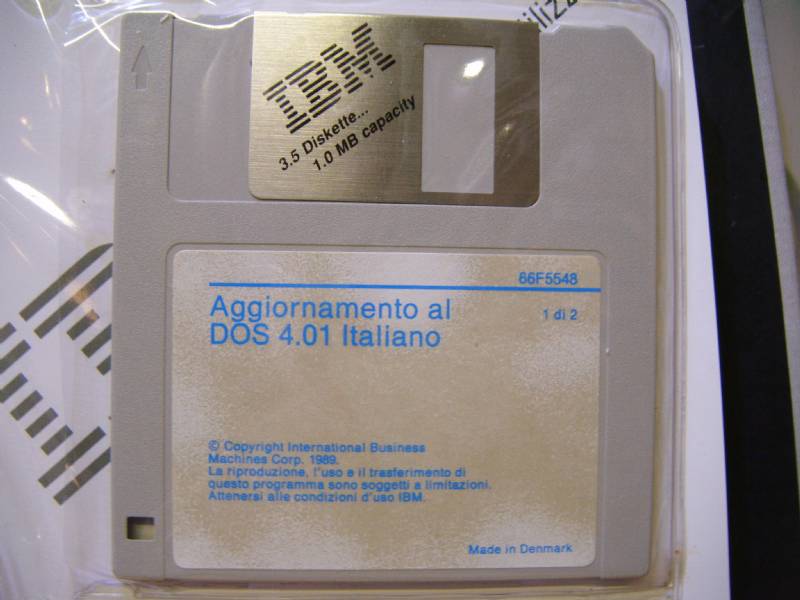 IBM
3.5 Diskette...
1.0 MB capacity
66F5548
Aggiornamento al
DOS 4.01 Italiano
1 di 2
© Copyright International Business
Machines Corp. 1989.
La riproduzione, l'uso e il trasferimento di
questo programma sono soggetti a limitazioni.
Attenersi alle condizioni d'uso IBM.
Made in Denmark